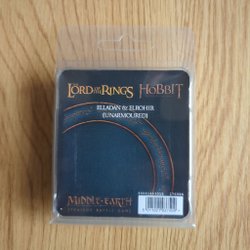 THE LORD OF THE RINGS
THE HOBBIT
ELLADAN & ELROHIR
(UNARMOURED)
MIDDLE-EARTH
STRATEGY BATTLE GAME